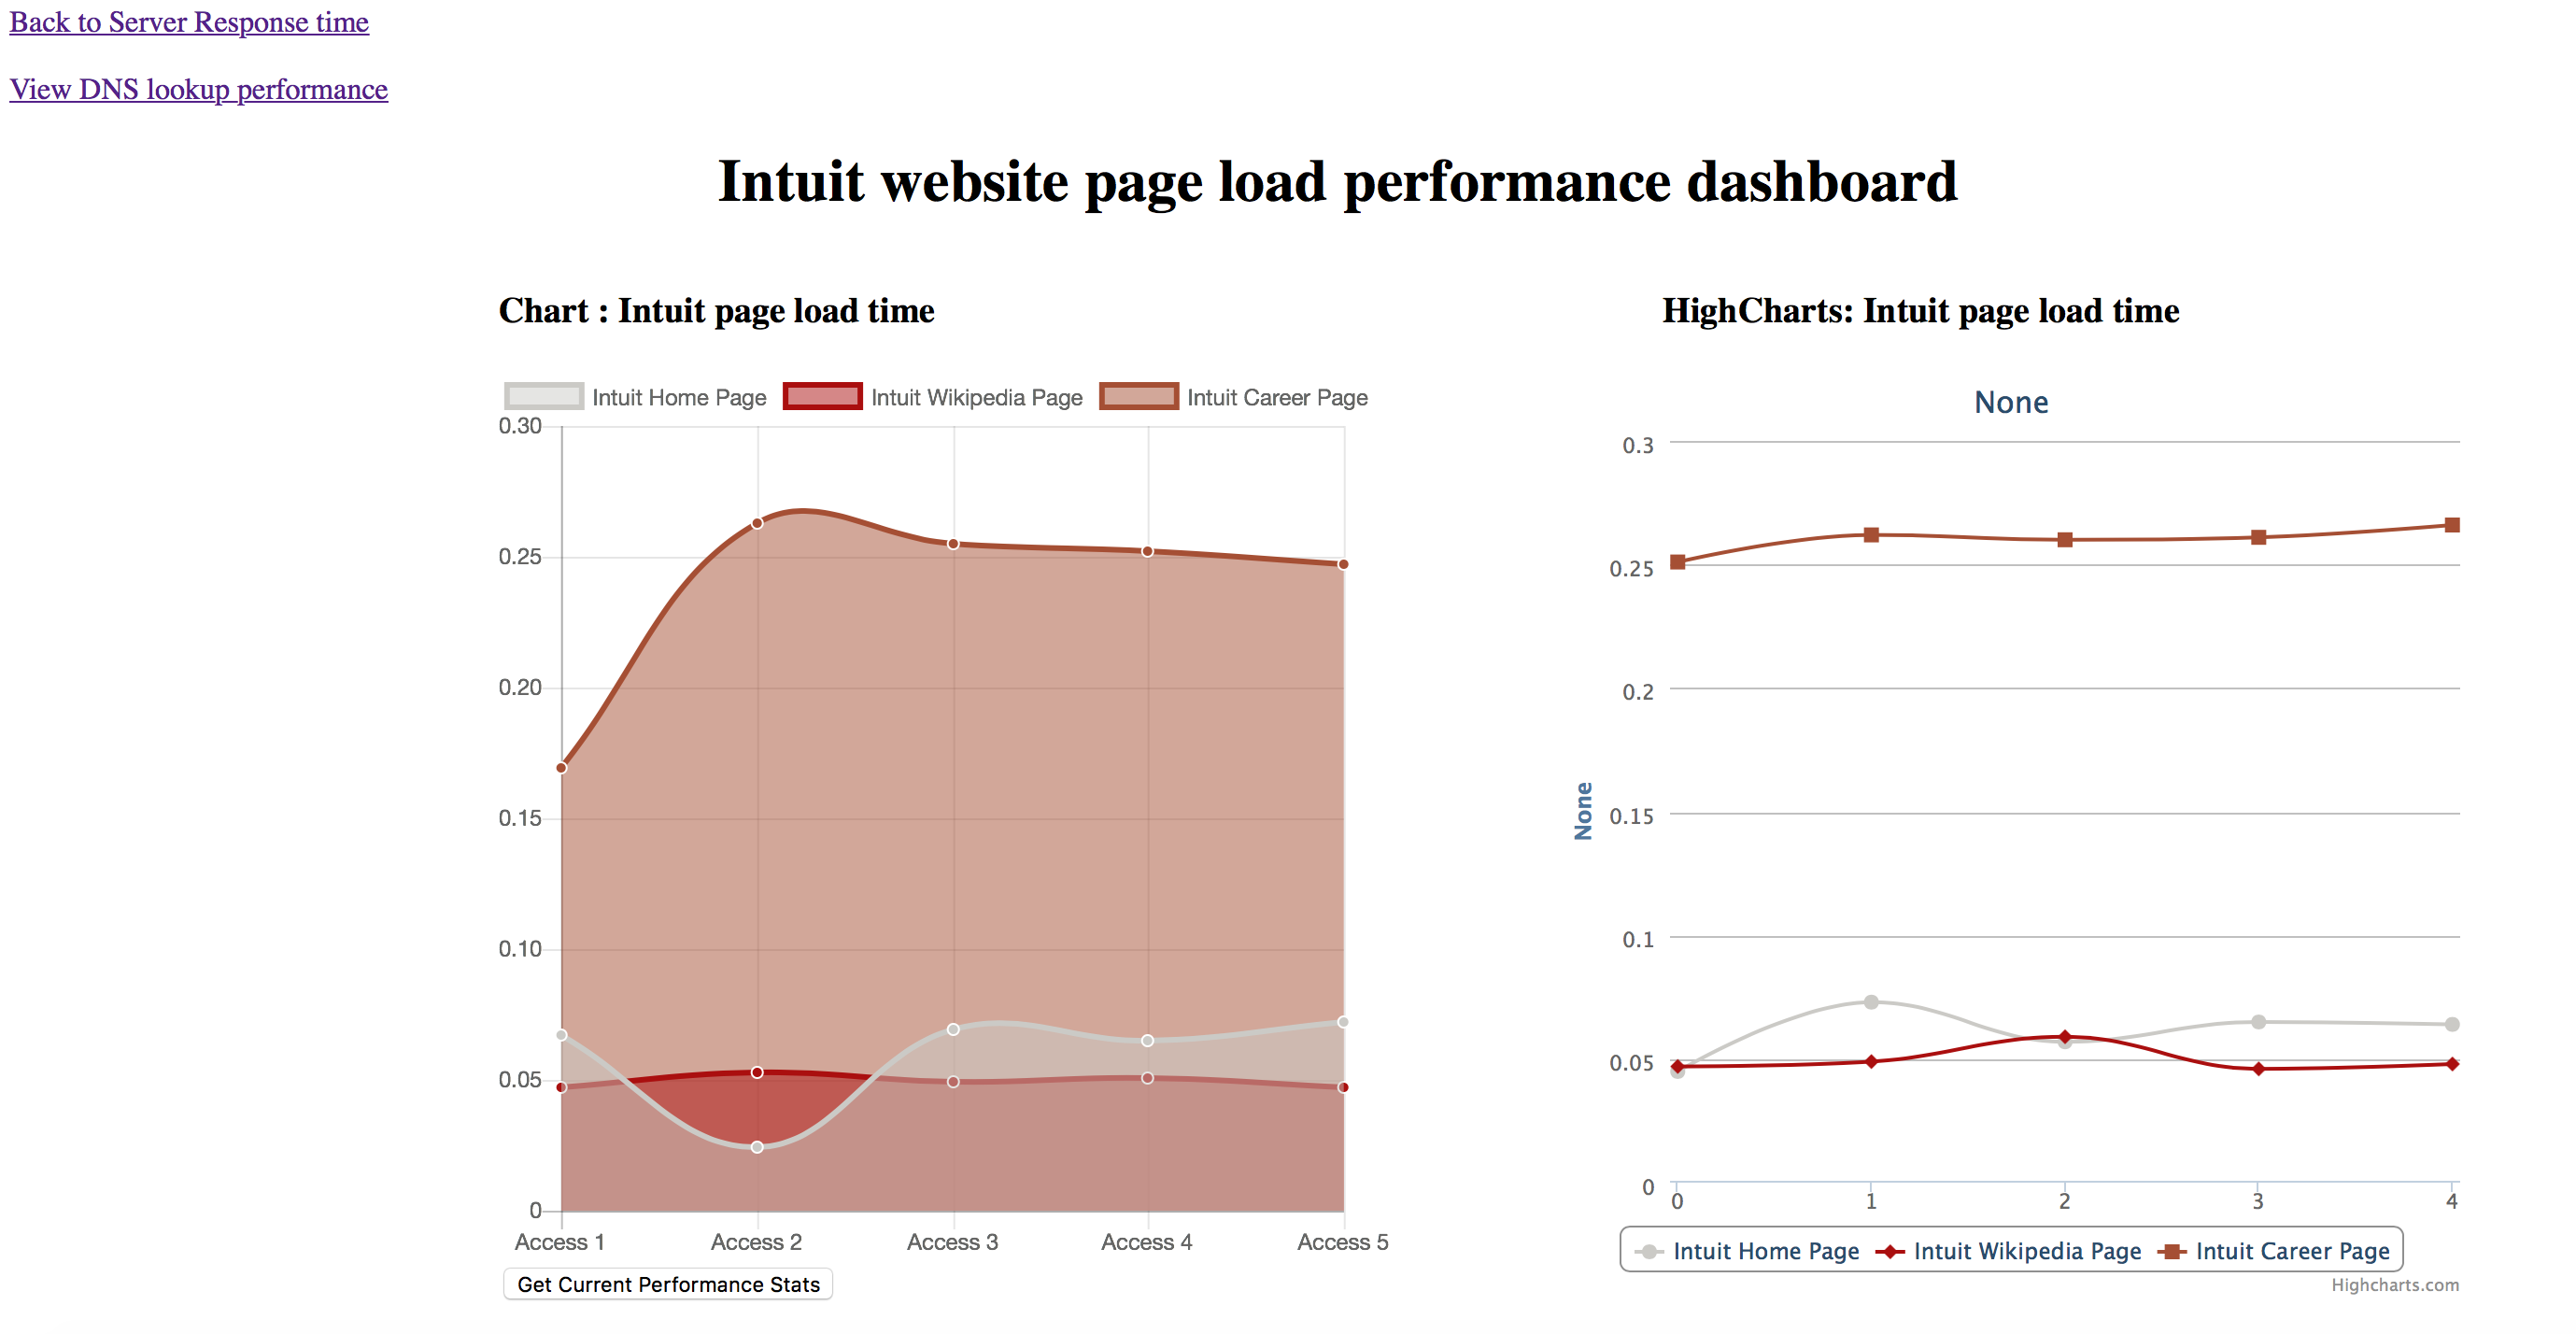 Back to Server Response time
View DNS lookup performance
Intuit website page load performance dashboard
Chart : Intuit page load time
Intuit Home Page Intuit Wikipedia Page Intuit Career Page
0.30
0.25
0.20
0.15
0.10
0.05
0
Access 1 Access 2 Access 3 Access 4 Access 5
Get Current Performance Stats
HighCharts: Intuit page load time
None
None
0.3
0.25
0.2
0.15
0.1
0.05
0
0 1 2 3 4
Intuit Home Page Intuit Wikipedia Page Intuit Career Page
Highcharts.com